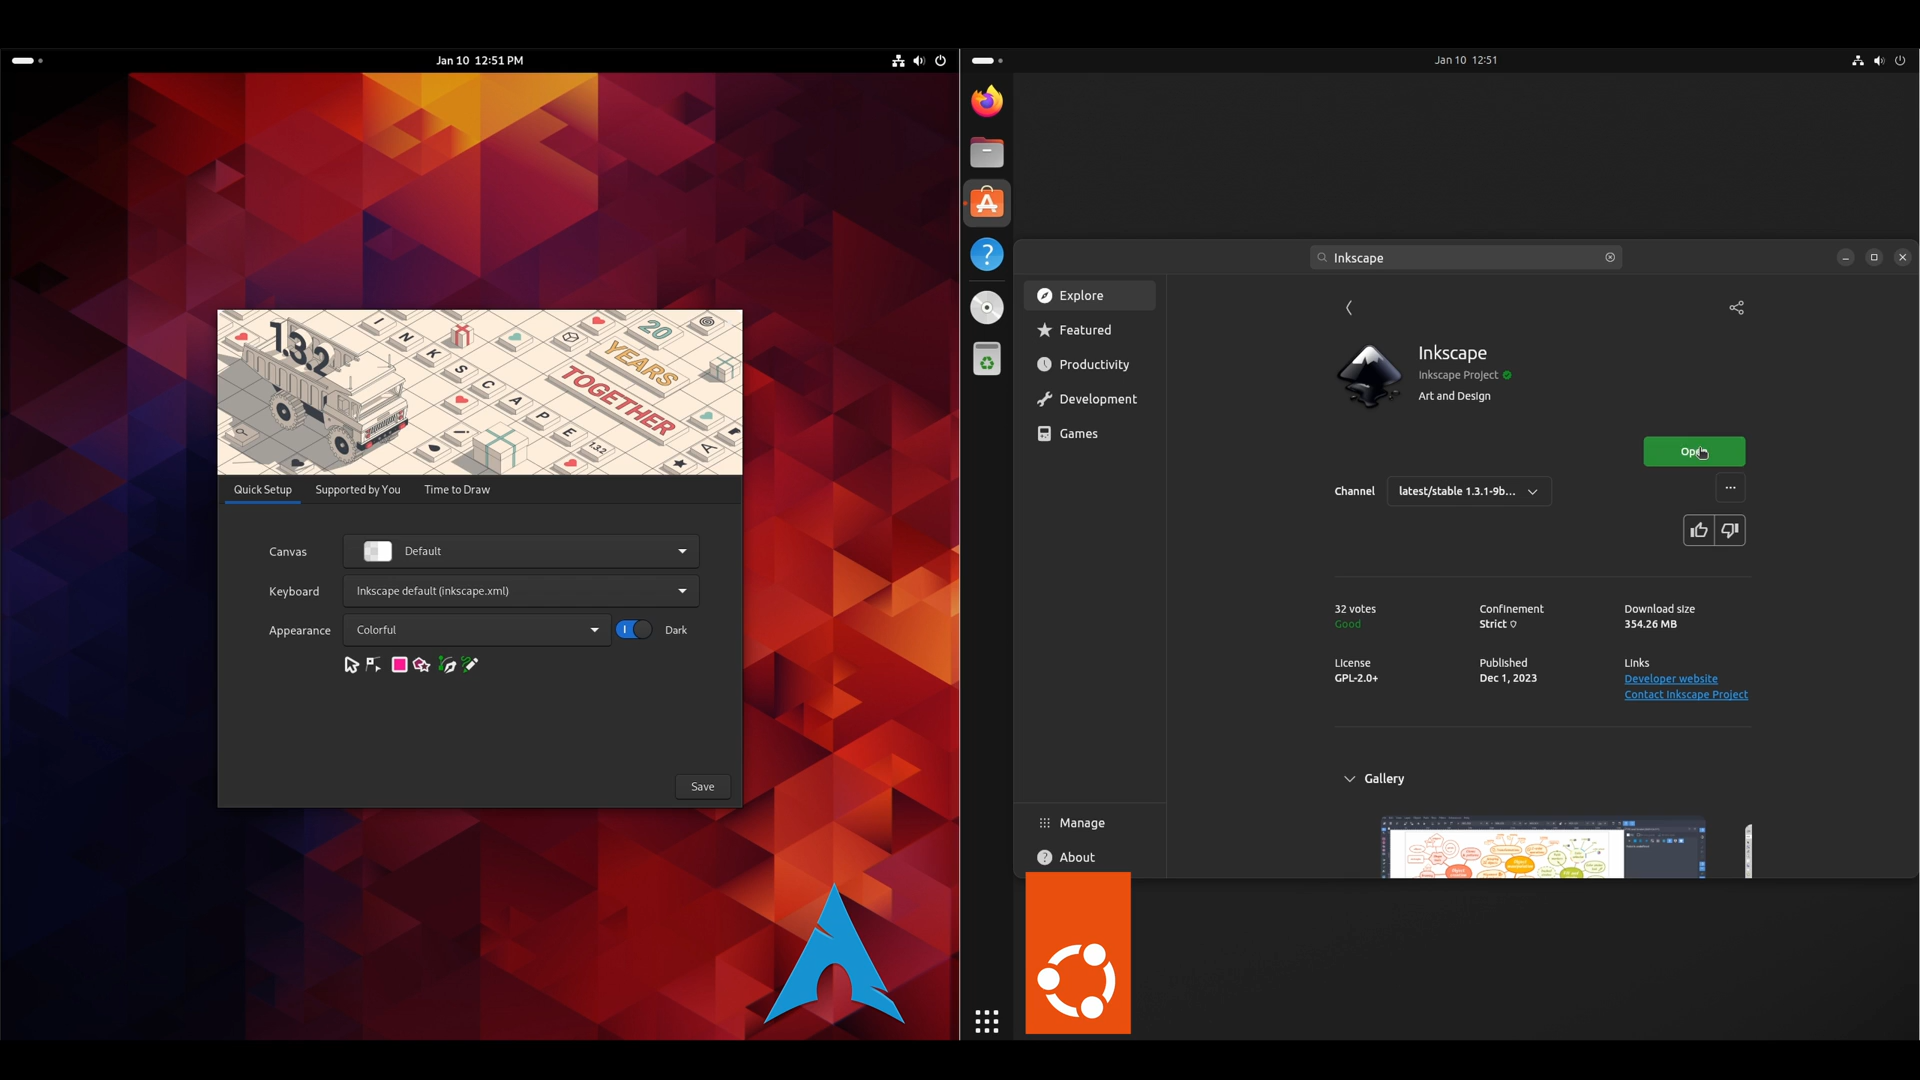 Jan 10 12:51 PM
1.3.2
INKSCAPE
1.3.2
20
YEARS
TOGETHER
A
Quick Setup
Supported by You
Time to Draw
Canvas
Default
Keyboard
Inkscape default (inkscape.xml)
Appearance
Colorful
Dark
Save
Jan 10 12:51
Inkscape
Explore
Featured
Productivity
Development
Games
Manage
About
Inkscape
Inkscape Project
Art and Design
Channel
latest/stable 1.3.1-9b...
32 votes
Good
Confinement
Strict
Download size
354.26 MB
License
GPL-2.0+
Published
Dec 1, 2023
Links
Developer website
Contact Inkscape Project
Gallery